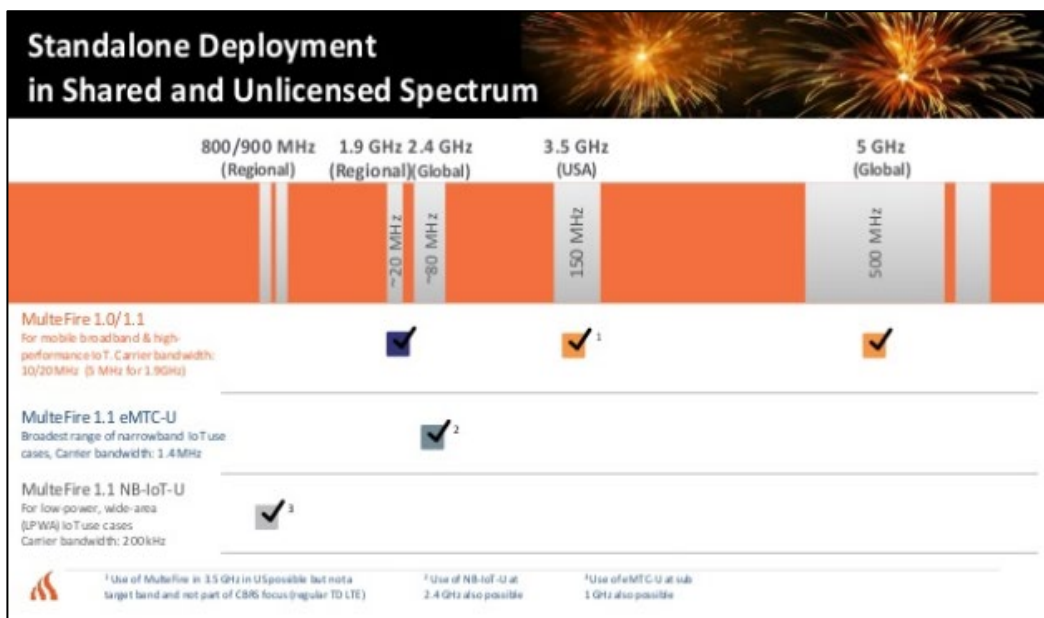 Standalone Deployment
in Shared and Unlicensed Spectrum
800/900 MHz
(Regional)
1.9 GHz
(Regional)
2.4 GHz
(Global)
3.5 GHz
(USA)
5 GHz
(Global)
~20 MHz
~80 MHz
150 MHz
500 MHz
MulteFire 1.0/1.1
For mobile broadband & high-
performance IoT. Carrier bandwidth:
10/20 MHz (5 MHz for 1.9GHz)
1
MulteFire 1.1 eMTC-U
Broadest range of narrowband IoT use
cases, Carrier bandwidth: 1.4 MHz
2
MulteFire 1.1 NB-IoT-U
For low-power, wide-area
(LPWA) IoT use cases
Carrier bandwidth: 200kHz
3
1 Use of MulteFire in 3.5 GHz in US possible but not a
target band and not part of CBRS focus (regular TD LTE)
2 Use of NB-IoT-U at
2.4 GHz also possible
3 Use of eMTC-U at sub
1 GHz also possible